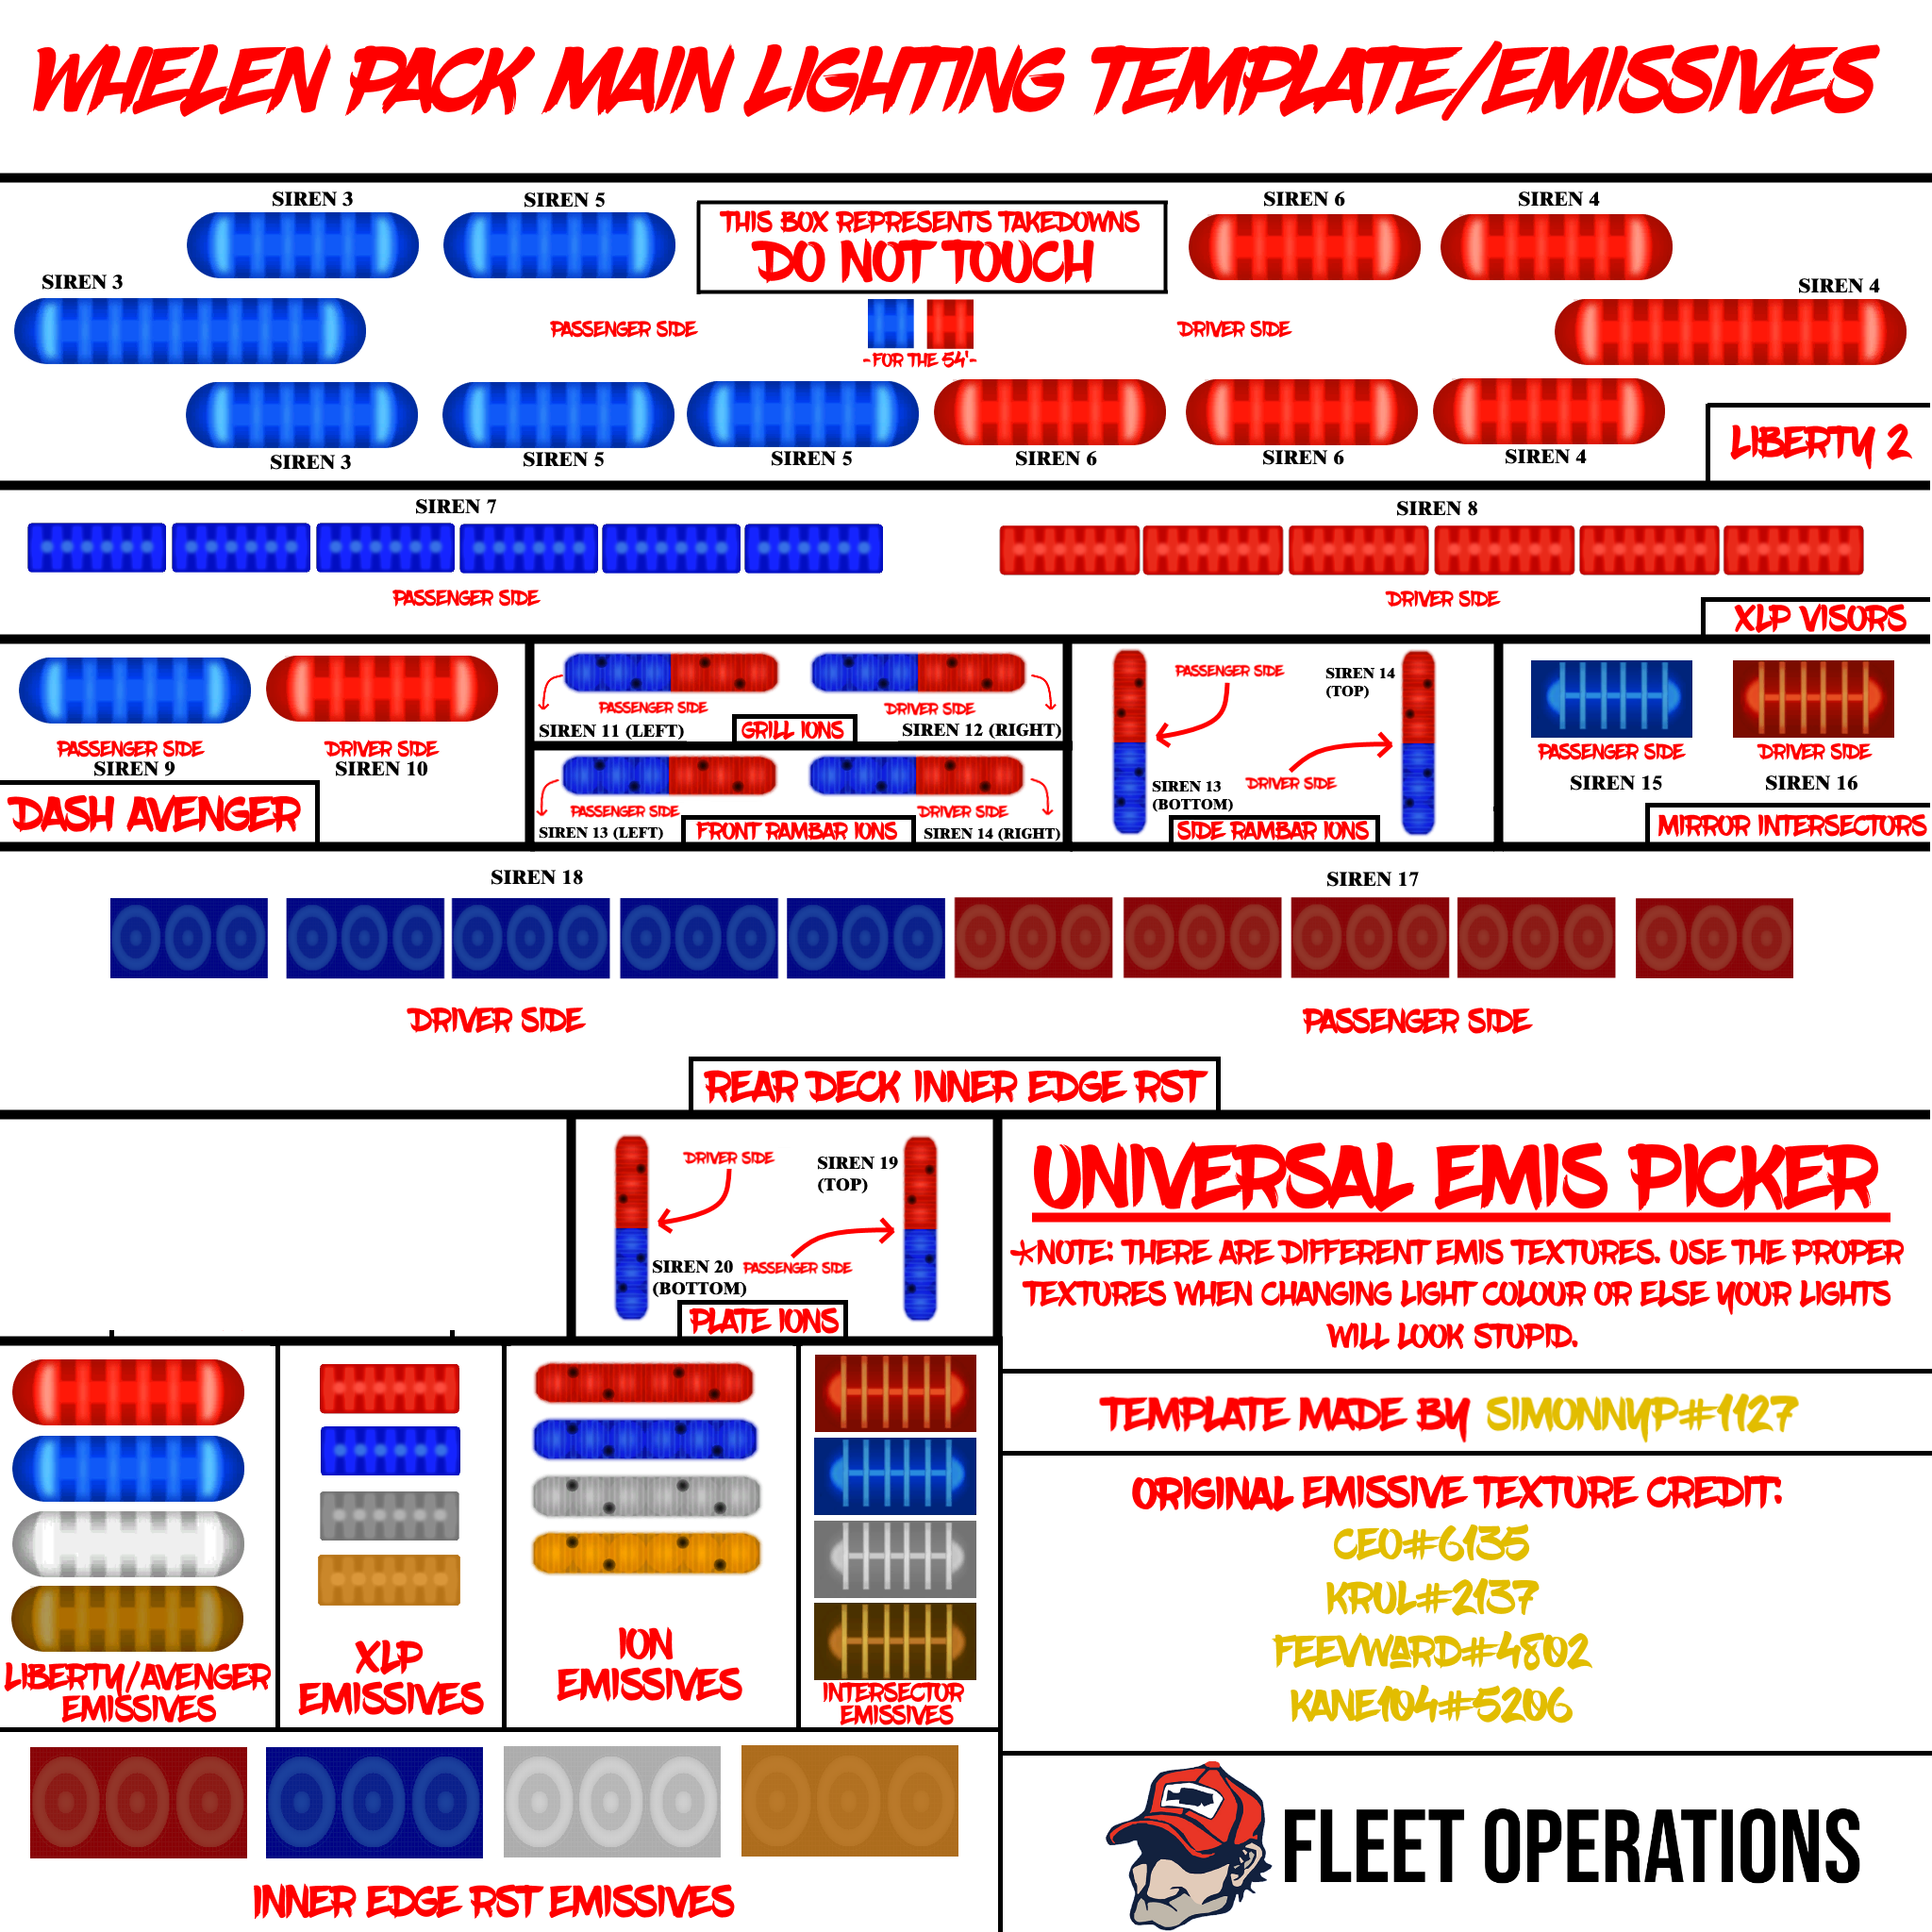 WHELEN PACK MAIN LIGHTING TEMPLATE/EMISSIVES
SIREN 3
SIREN 5
THIS BOX REPRESENTS TAKEDOWNS
DO NOT TOUCH
SIREN 6
SIREN 4
SIREN 3
SIREN 4
PASSENGER SIDE
DRIVER SIDE
-FOR THE 54'-
SIREN 3
SIREN 5
SIREN 5
SIREN 6
SIREN 6
SIREN 4
LIBERTY 2
SIREN 7
SIREN 8
PASSENGER SIDE
DRIVER SIDE
XLP VISORS
PASSENGER SIDE
SIREN 9
DRIVER SIDE
SIREN 10
DASH AVENGER
PASSENGER SIDE
DRIVER SIDE
SIREN 11 (LEFT)
GRILL IONS
SIREN 12 (RIGHT)
PASSENGER SIDE
DRIVER SIDE
SIREN 13 (LEFT)
FRONT RAMBAR IONS
SIREN 14 (RIGHT)
PASSENGER SIDE
SIREN 14
(TOP)
SIREN 13
(BOTTOM)
DRIVER SIDE
SIDE RAMBAR IONS
PASSENGER SIDE
DRIVER SIDE
SIREN 15
SIREN 16
MIRROR INTERSECTORS
SIREN 18
SIREN 17
DRIVER SIDE
PASSENGER SIDE
REAR DECK INNER EDGE RST
DRIVER SIDE
SIREN 19
(TOP)
SIREN 20
(BOTTOM)
PASSENGER SIDE
PLATE IONS
UNIVERSAL EMIS PICKER
*NOTE: THERE ARE DIFFERENT EMIS TEXTURES. USE THE PROPER
TEXTURES WHEN CHANGING LIGHT COLOUR OR ELSE YOUR LIGHTS
WILL LOOK STUPID.
TEMPLATE MADE BY SIMONNYP#1127
ORIGINAL EMISSIVE TEXTURE CREDIT:
CEO#6135
KRUL#2137
FEEVWARD#4802
KANE104#5206
LIBERTY/AVENGER
EMISSIVES
XLP
EMISSIVES
ION
EMISSIVES
INTERSECTOR
EMISSIVES
INNER EDGE RST EMISSIVES
FLEET OPERATIONS